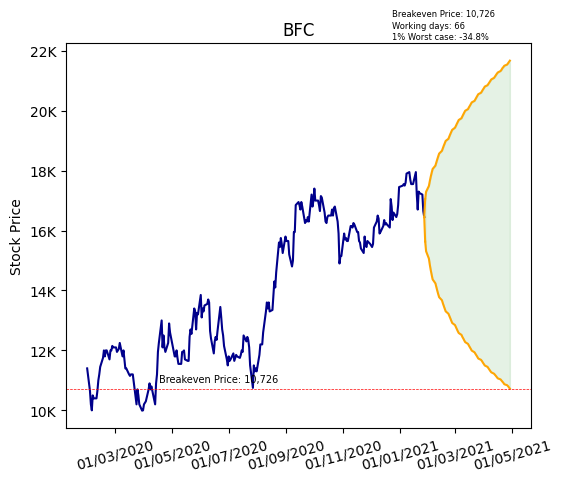 Breakeven Price: 10,726
Working days: 66
1% Worst case: -34.8%
BFC
22K
20K
18K
16K
14K
12K
10K
Stock Price
Breakeven Price: 10,726
01/03/2020
01/05/2020
01/07/2020
01/09/2020
01/11/2020
01/01/2021
01/03/2021
01/05/2021